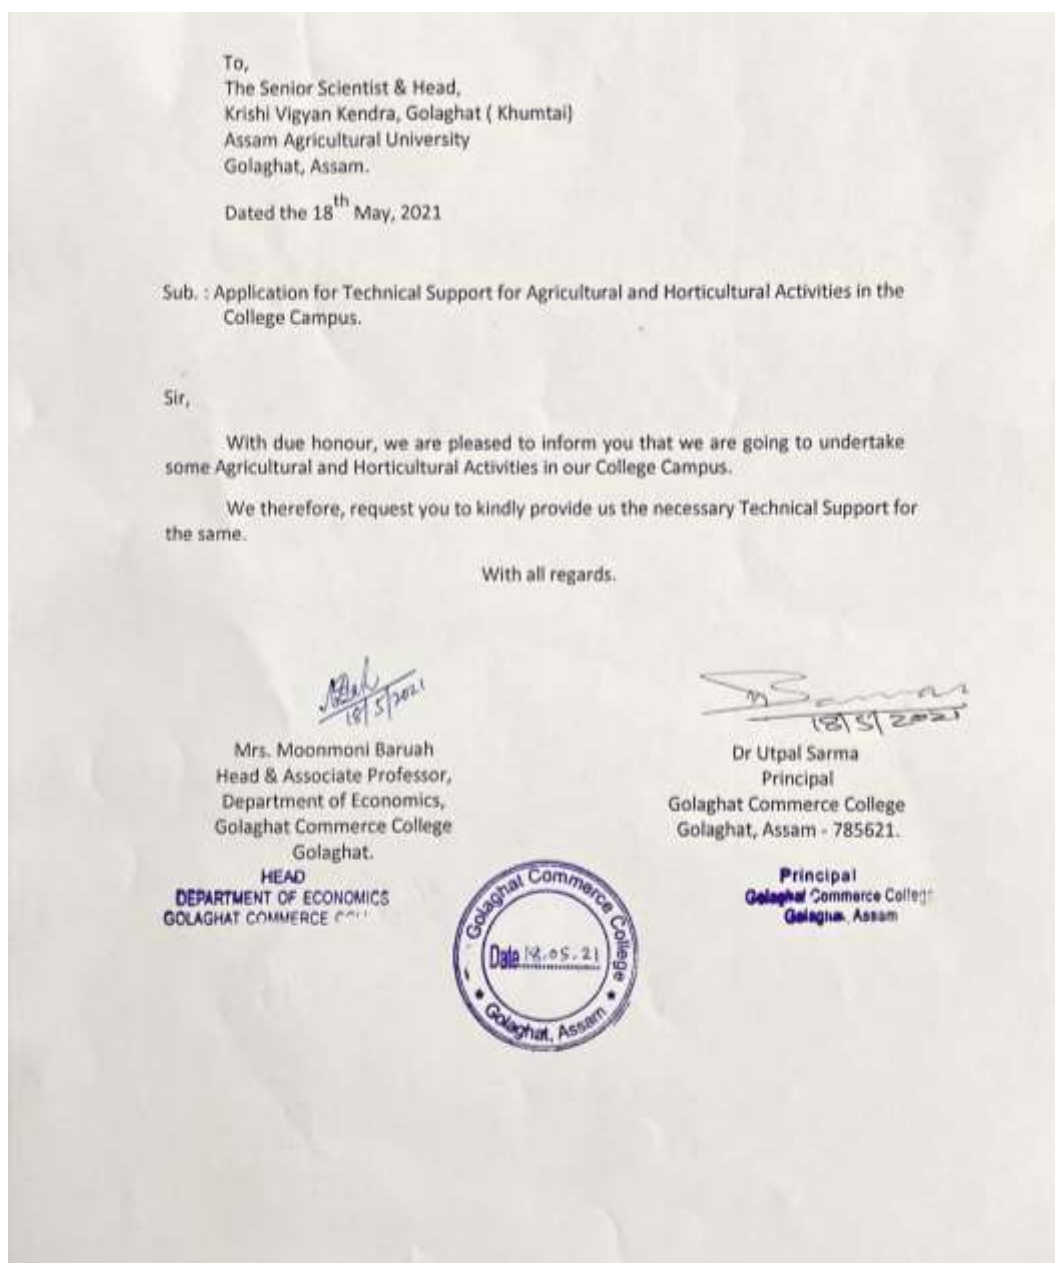 To,
The Senior Scientist & Head,
Krishi Vigyan Kendra, Golaghat ( Khumtai)
Assam Agricultural University
Golaghat, Assam.
Dated the 18th May, 2021
Sub. : Application for Technical Support for Agricultural and Horticultural Activities in the
College Campus.
Sir,
With due honour, we are pleased to inform you that we are going to undertake
some Agricultural and Horticultural Activities in our College Campus.
We therefore, request you to kindly provide us the necessary Technical Support for
the same.
With all regards.
18/5/2021
Mrs. Moonmoni Baruah
Head & Associate Professor,
Department of Economics,
Golaghat Commerce College
Golaghat.
HEAD
DEPARTMENT OF ECONOMICS
GOLAGHAT COMMERCE
18/5/2021
Dr Utpal Sarma
Principal
Golaghat Commerce College
Golaghat, Assam - 785621.
Principal
Golaghat Commerce College
Golaghat, Assam
Golaghat Commerce College
Date 18.05.21
Golaghat, Assam